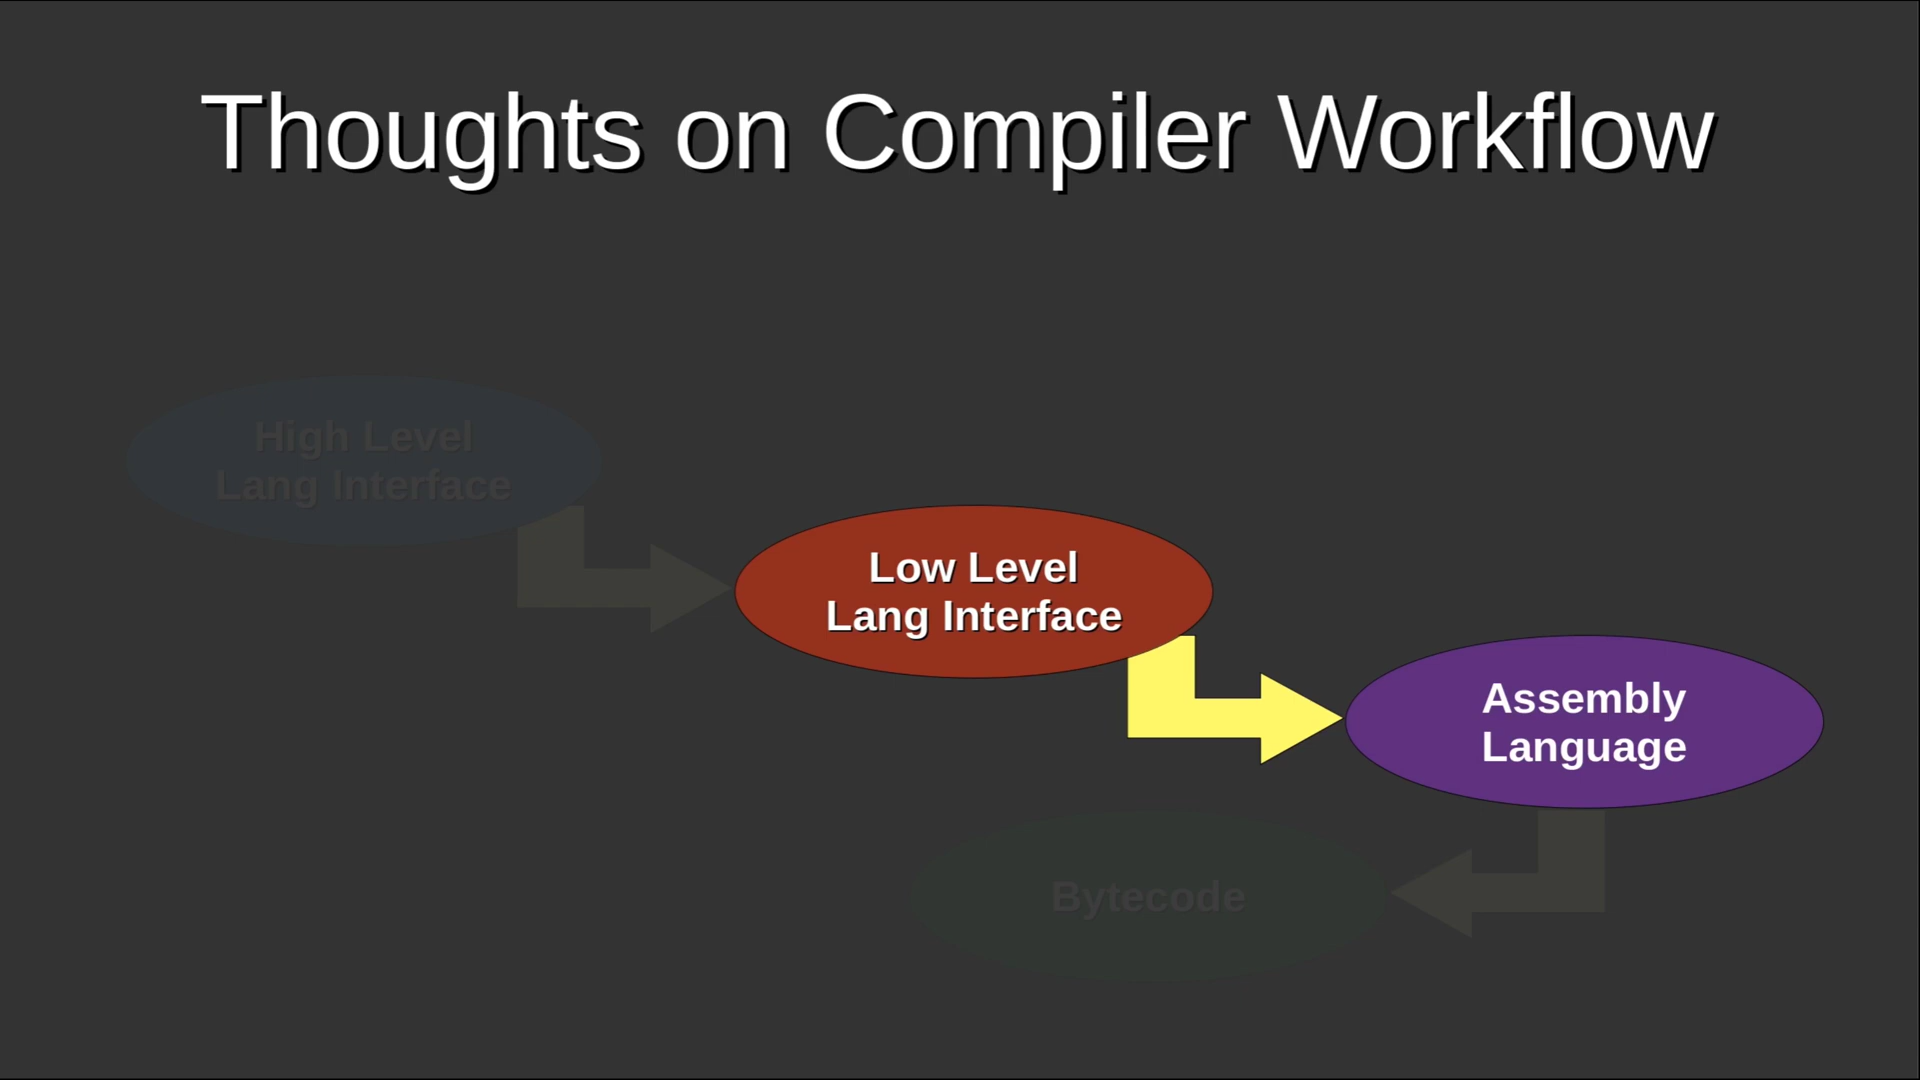 Thoughts on Compiler Workflow
High Level
Lang Interface
Low Level
Lang Interface
Assembly
Language
Bytecode